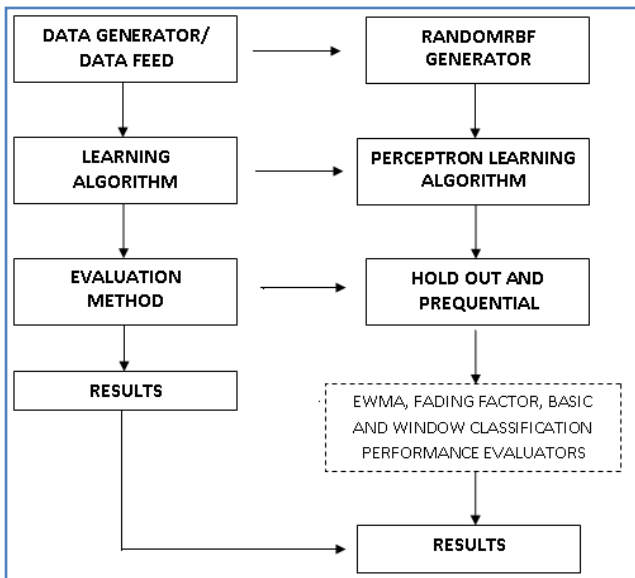 DATA GENERATOR/
DATA FEED
RANDOMRBF
GENERATOR
LEARNING
ALGORITHM
PERCEPTRON LEARNING
ALGORITHM
EVALUATION
METHOD
HOLD OUT AND
PREQUENTIAL
RESULTS
EWMA, FADING FACTOR, BASIC
AND WINDOW CLASSIFICATION
PERFORMANCE EVALUATORS
RESULTS